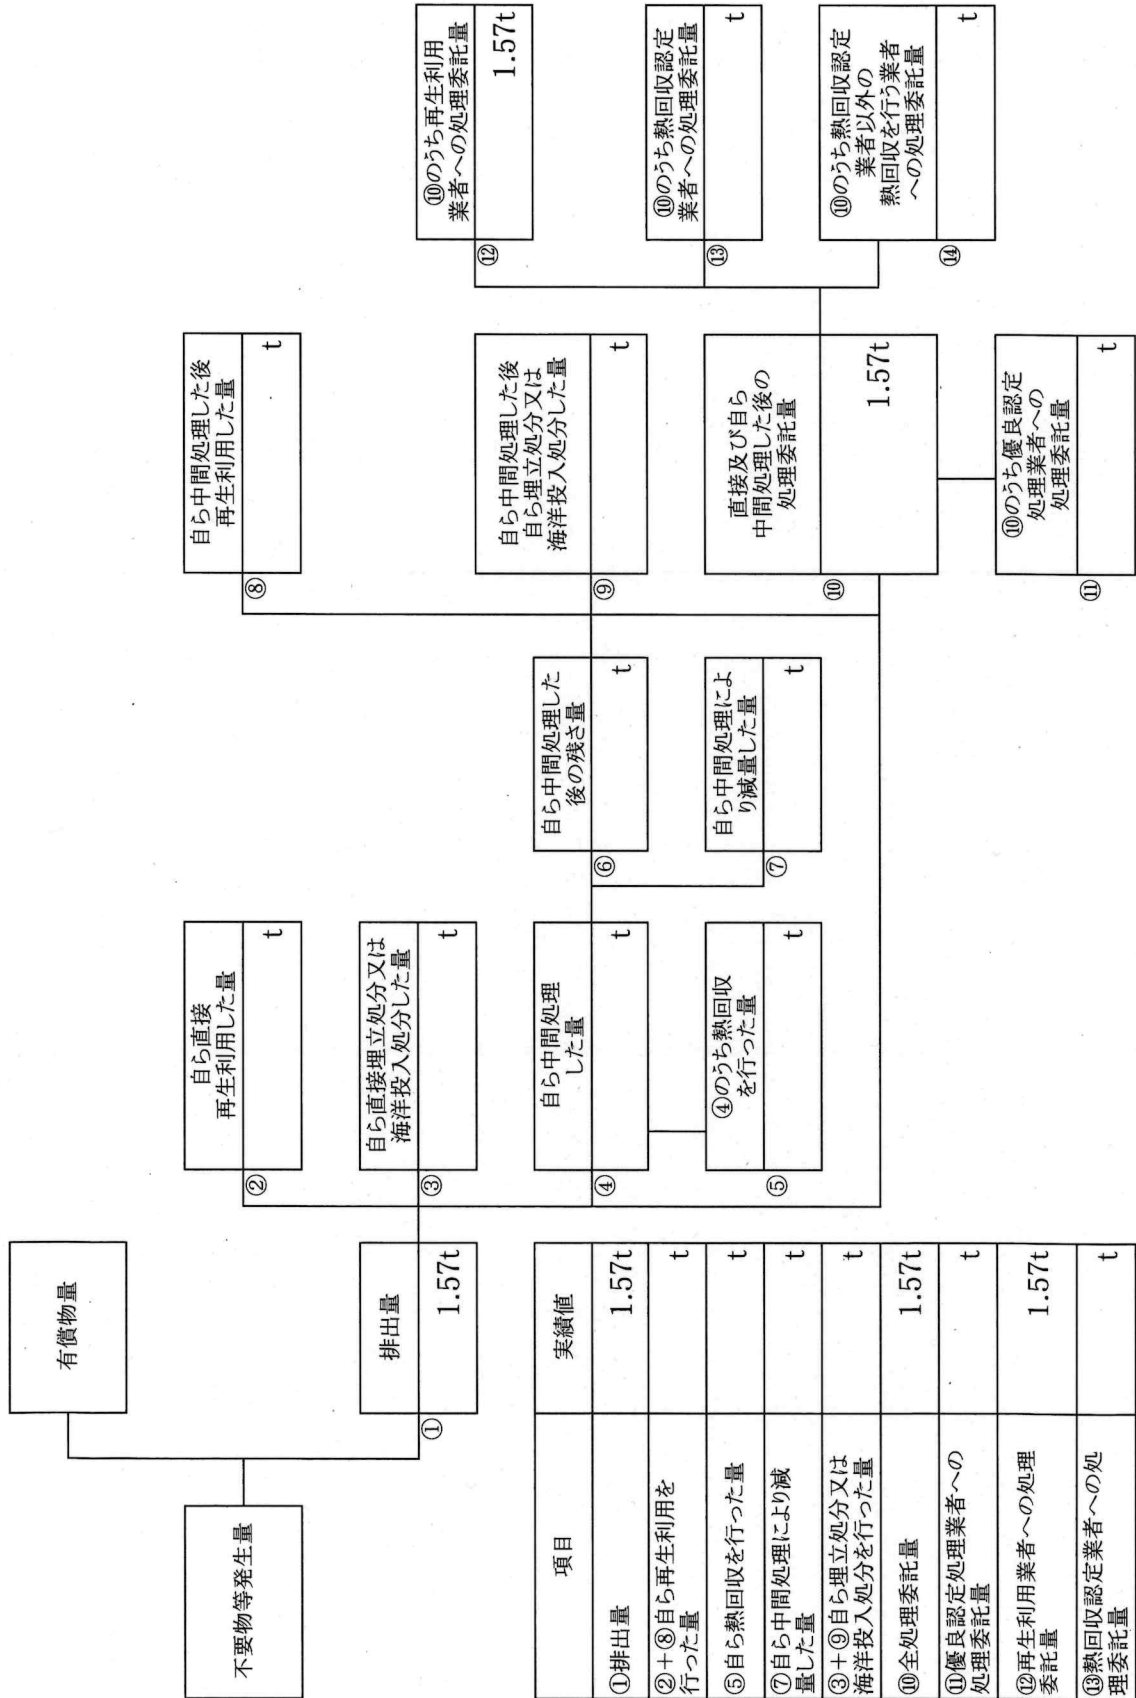 不要物等発生量
有償物量
①
排出量
1.57t
②
自ら直接
再生利用した量
t
③
自ら直接埋立処分又は
海洋投入処分した量
t
④
自ら中間処理
した量
t
⑤
④のうち熱回収
を行った量
t
⑥
自ら中間処理した
後の残さ量
t
⑦
自ら中間処理によ
り減量した量
t
⑧
自ら中間処理した後
再生利用した量
t
⑨
自ら中間処理した後
自ら埋立処分又は
海洋投入処分した量
t
⑩
直接及び自ら
中間処理した後の
処理委託量
1.57t
⑪
⑩のうち優良認定
処理業者への
処理委託量
t
⑫
⑩のうち再生利用
業者への処理委託量
1.57t
⑬
⑩のうち熱回収認定
業者への処理委託量
t
⑭
⑩のうち熱回収認定
業者以外の
熱回収を行う業者
への処理委託量
t
項目 実績値
①排出量 1.57t
②+⑧自ら再生利用を
行った量 t
⑤自ら熱回収を行った量 t
⑦自ら中間処理により減
量した量 t
③+⑨自ら埋立処分又は
海洋投入処分を行った量 t
⑩全処理委託量 1.57t
⑪優良認定処理業者への
処理委託量 t
⑫再生利用業者への処理
委託量 1.57t
⑬熱回収認定業者への処
理委託量 t